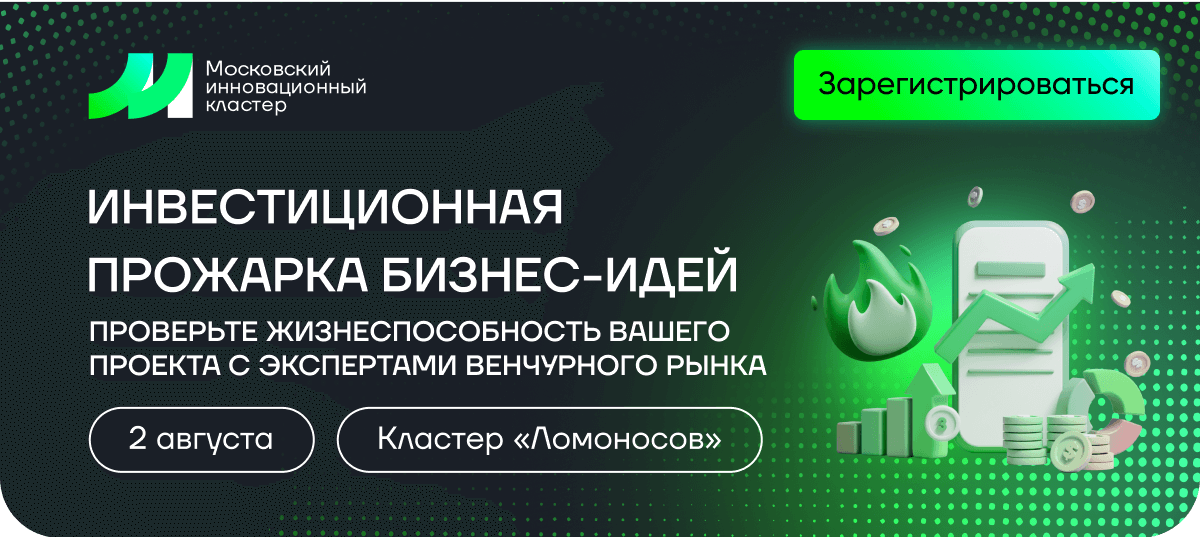 Московский
инновационный
кластер
Зарегистрироваться
ИНВЕСТИЦИОННАЯ
ПРОЖАРКА БИЗНЕС-ИДЕЙ
ПРОВЕРЬТЕ ЖИЗНЕСПОСОБНОСТЬ ВАШЕГО
ПРОЕКТА С ЭКСПЕРТАМИ ВЕНЧУРНОГО РЫНКА
2 августа
Кластер «Ломоносов»